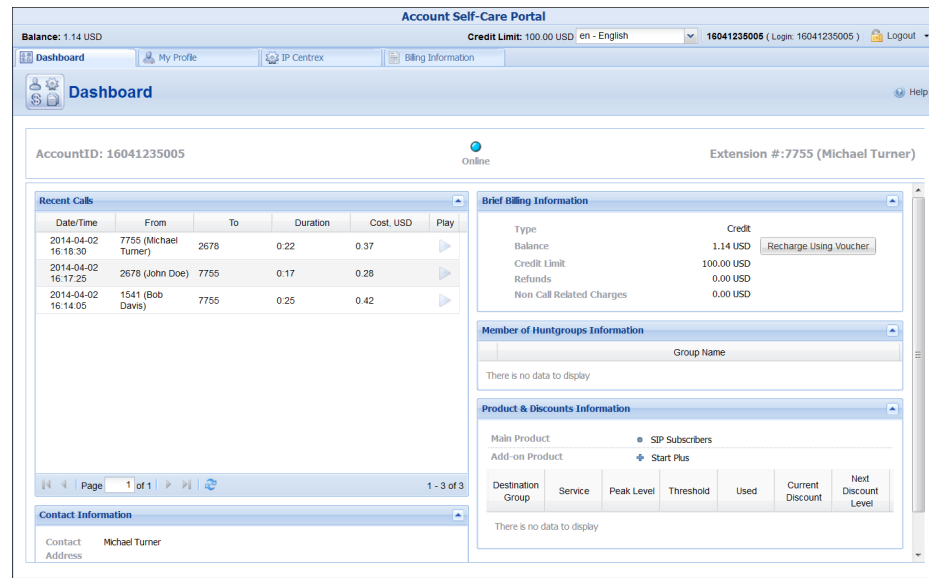 Account Self-Care Portal
Balance: 1.14 USD Credit Limit: 100.00 USD en - English 16041235005 ( Login: 16041235005 ) Logout
Dashboard My Profile IP Centrex Billing Information
Dashboard Help
AccountID: 16041235005 Online Extension #:7755 (Michael Turner)
Recent Calls
Date/Time From To Duration Cost, USD Play
2014-04-02 16:18:30 7755 (Michael Turner) 2678 0:22 0.37
2014-04-02 16:17:25 2678 (John Doe) 7755 0:17 0.28
2014-04-02 16:14:05 1541 (Bob Davis) 7755 0:25 0.42
Page 1 of 1 1 - 3 of 3
Contact Information
Contact Michael Turner
Address
Brief Billing Information
Type Credit
Balance 1.14 USD Recharge Using Voucher
Credit Limit 100.00 USD
Refunds 0.00 USD
Non Call Related Charges 0.00 USD
Member of Huntgroups Information
Group Name
There is no data to display
Product & Discounts Information
Main Product SIP Subscribers
Add-on Product Start Plus
Destination Group Service Peak Level Threshold Used Current Discount Next Discount Level
There is no data to display